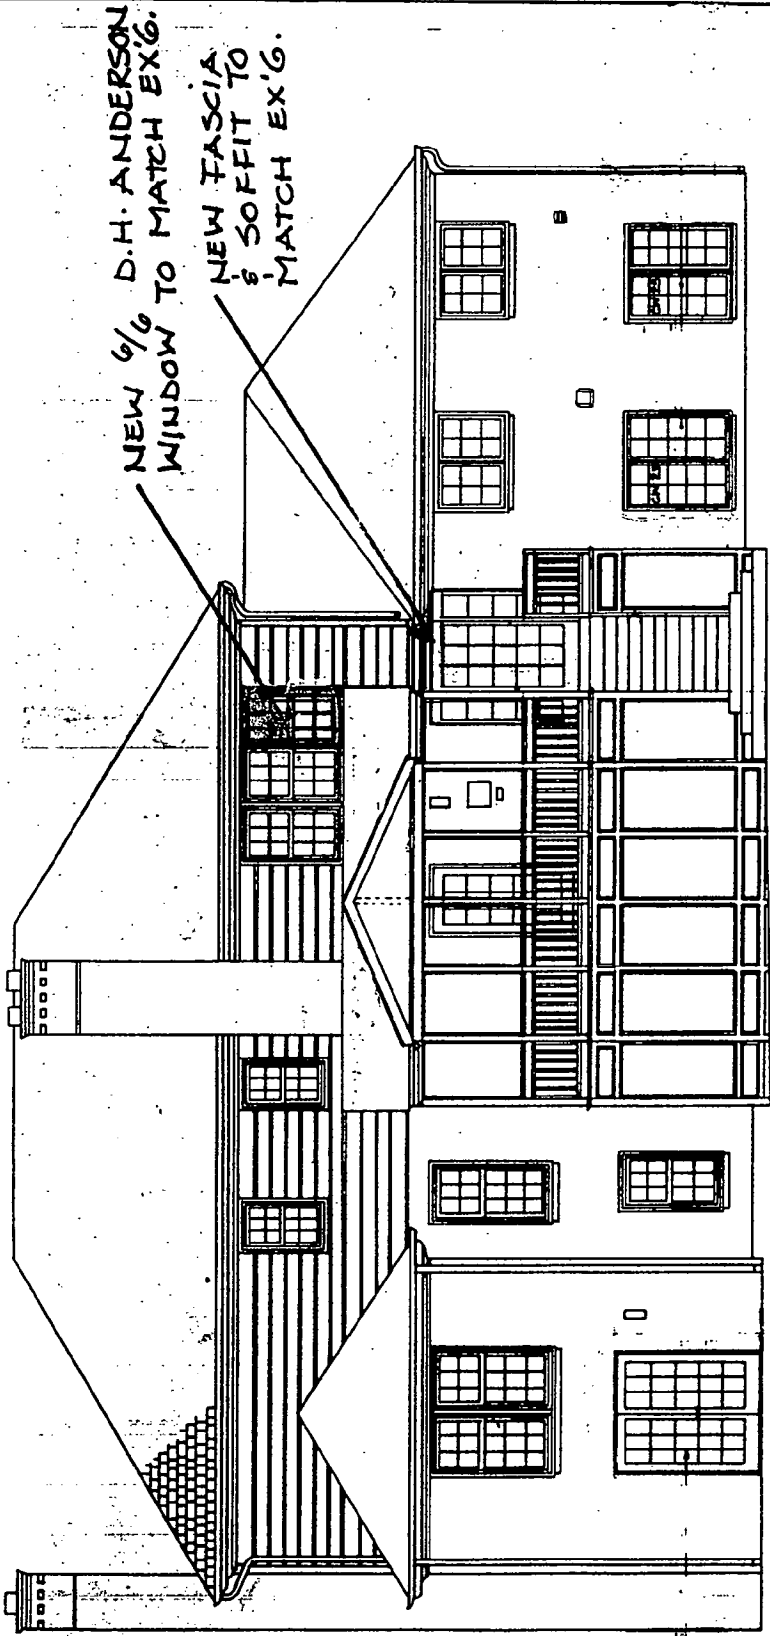 NEW 6/6 D.H. ANDERSON
WINDOW TO MATCH EX'G.
NEW FASCIA
& SOFFIT TO
MATCH EX'G.